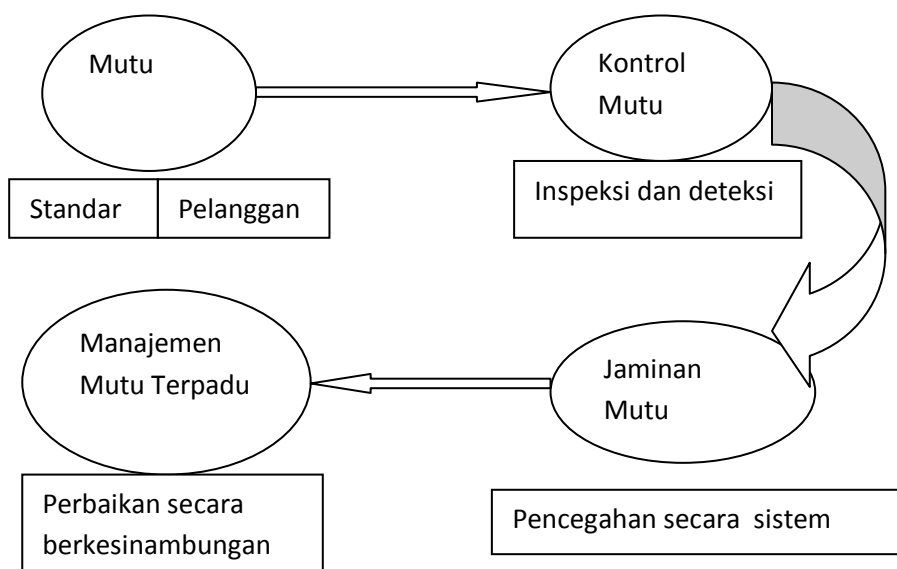 Mutu
Kontrol
Mutu
Standar
Pelanggan
Inspeksi dan deteksi
Manajemen
Mutu Terpadu
Jaminan
Mutu
Perbaikan secara
berkesinambungan
Pencegahan secara sistem